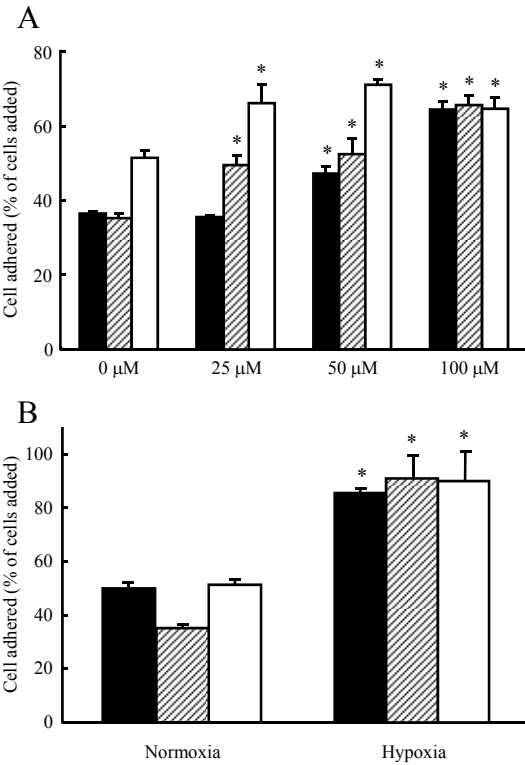 A
Cell adhered (% of cells added)
80
60
40
20
0
* * * * * * * *
0 μM 25 μM 50 μM 100 μM
B
Cell adhered (% of cells added)
100
80
60
40
20
0
* * *
Normoxia Hypoxia